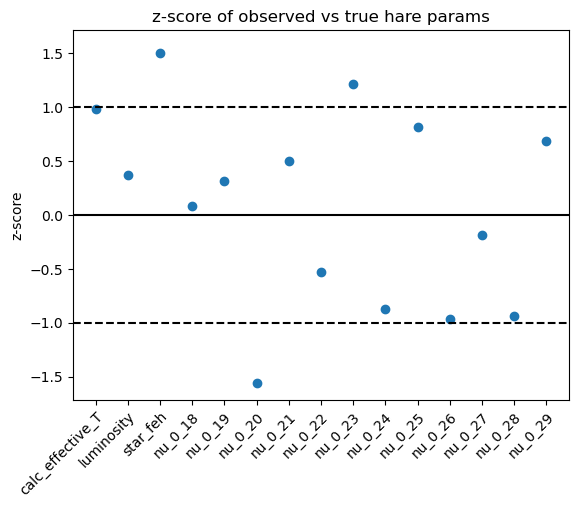 z-score of observed vs true hare params
z-score
1.5
1.0
0.5
0.0
−0.5
−1.0
−1.5
calc_effective_T
luminosity
star_feh
nu_0_18
nu_0_19
nu_0_20
nu_0_21
nu_0_22
nu_0_23
nu_0_24
nu_0_25
nu_0_26
nu_0_27
nu_0_28
nu_0_29